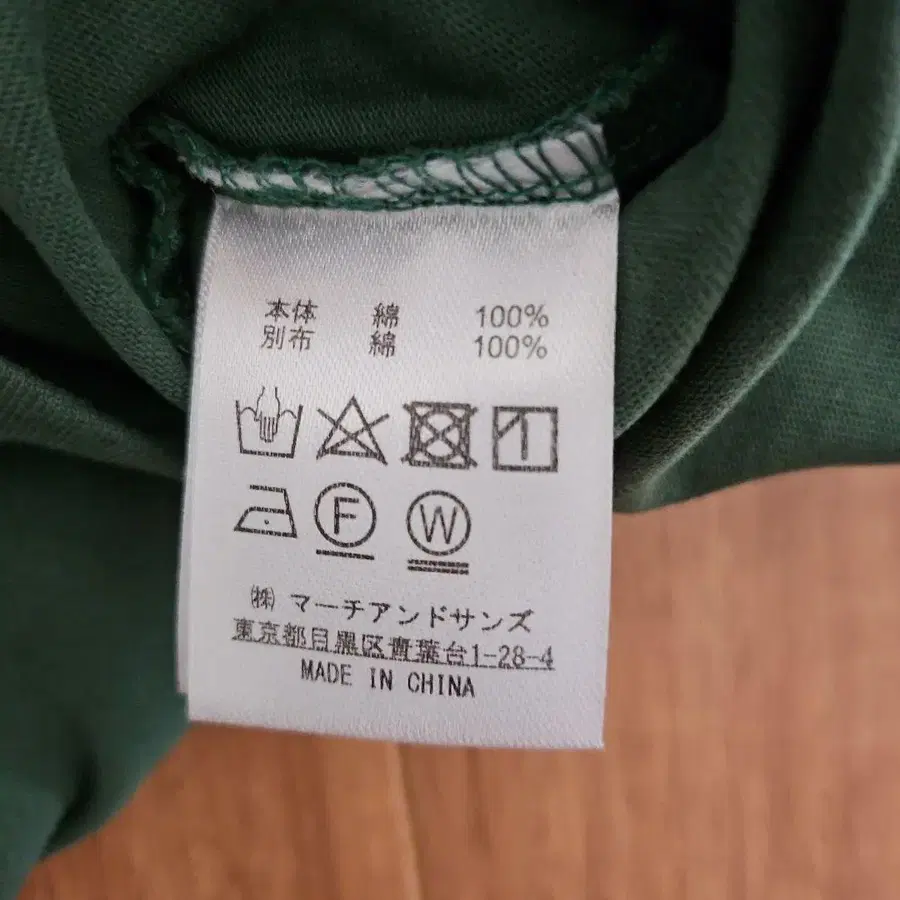 本体 綿 100%
別布 綿 100%
F W
㈱ マーチアンドサンズ
東京都目黒区青葉台1-28-4
MADE IN CHINA